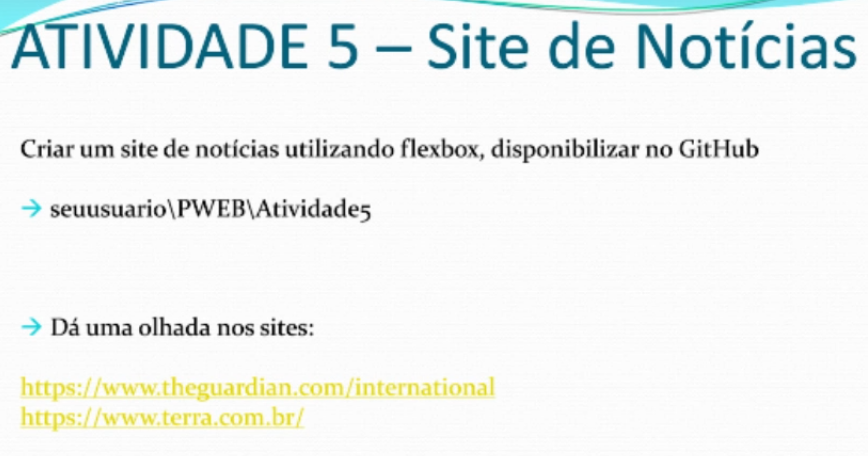 ATIVIDADE 5 – Site de Notícias
Criar um site de notícias utilizando flexbox, disponibilizar no GitHub
→ seuusuario\PWEB\Atividade5
→ Dá uma olhada nos sites:
https://www.theguardian.com/international
https://www.terra.com.br/